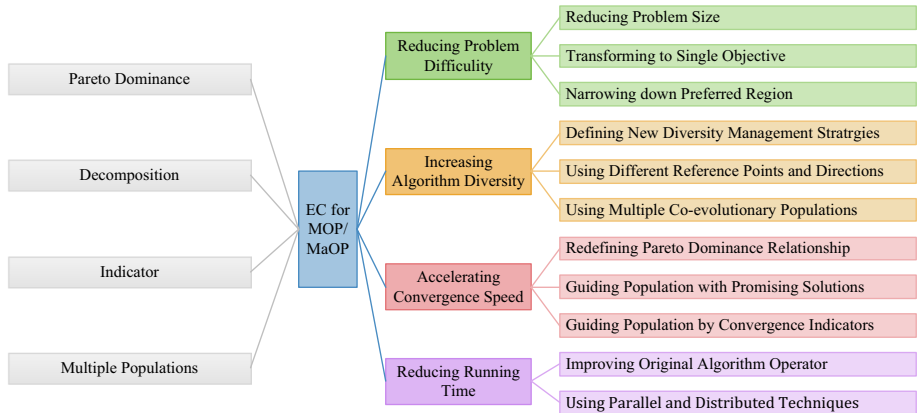 Pareto Dominance
Decomposition
Indicator
Multiple Populations
EC for
MOP/
MaOP
Reducing Problem
Difficulty
Reducing Problem Size
Transforming to Single Objective
Narrowing down Preferred Region
Increasing
Algorithm Diversity
Defining New Diversity Management Stratrgies
Using Different Reference Points and Directions
Using Multiple Co-evolutionary Populations
Accelerating
Convergence Speed
Redefining Pareto Dominance Relationship
Guiding Population with Promising Solutions
Guiding Population by Convergence Indicators
Reducing Running
Time
Improving Original Algorithm Operator
Using Parallel and Distributed Techniques